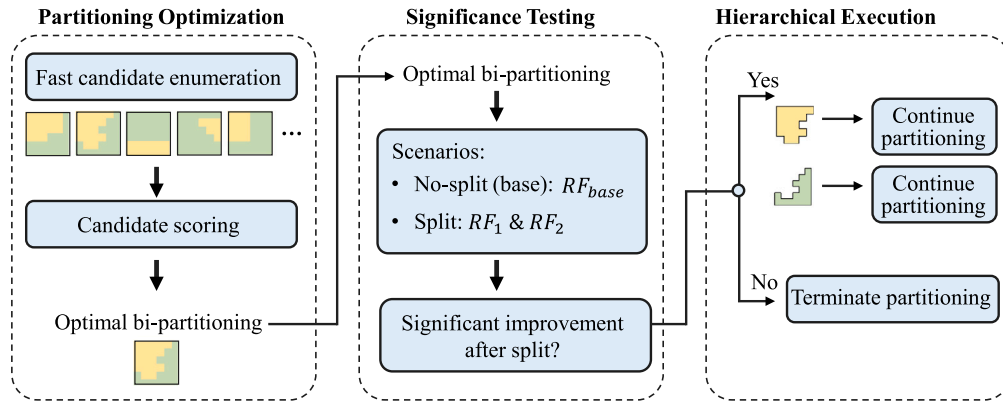 Partitioning Optimization
Fast candidate enumeration
...
Candidate scoring
Optimal bi-partitioning
Significance Testing
Optimal bi-partitioning
Scenarios:
• No-split (base): RF_base
• Split: RF_1 & RF_2
Significant improvement
after split?
Hierarchical Execution
Yes
Continue
partitioning
Continue
partitioning
No
Terminate partitioning